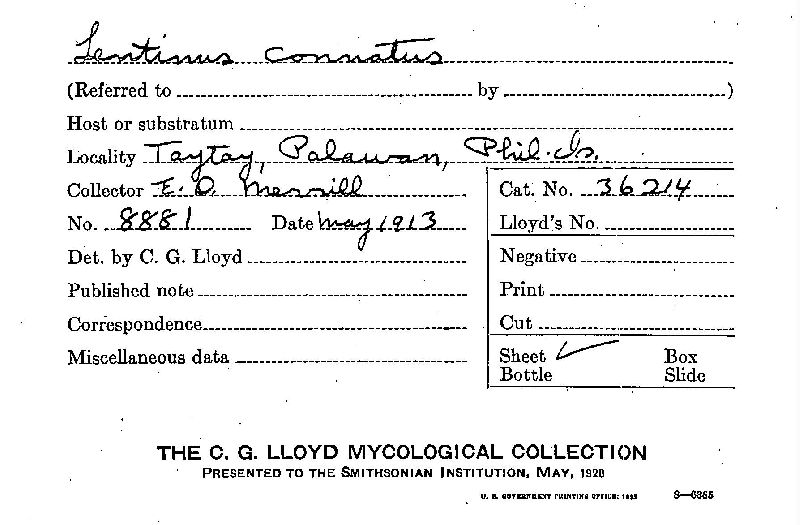 Lentinus connatus
(Referred to by )
Host or substratum
Locality Taytay, Palawan, Phil. Is.
Collector E. D. Merrill
No. 8881 Date May 1913
Det. by C. G. Lloyd
Published note
Correspondence
Miscellaneous data
Cat. No. 36214
Lloyd's No.
Negative
Print
Cut
Sheet ✓ Box
Bottle Slide
THE C. G. LLOYD MYCOLOGICAL COLLECTION
PRESENTED TO THE SMITHSONIAN INSTITUTION, MAY, 1928
U. S. GOVERNMENT PRINTING OFFICE:
8—6355